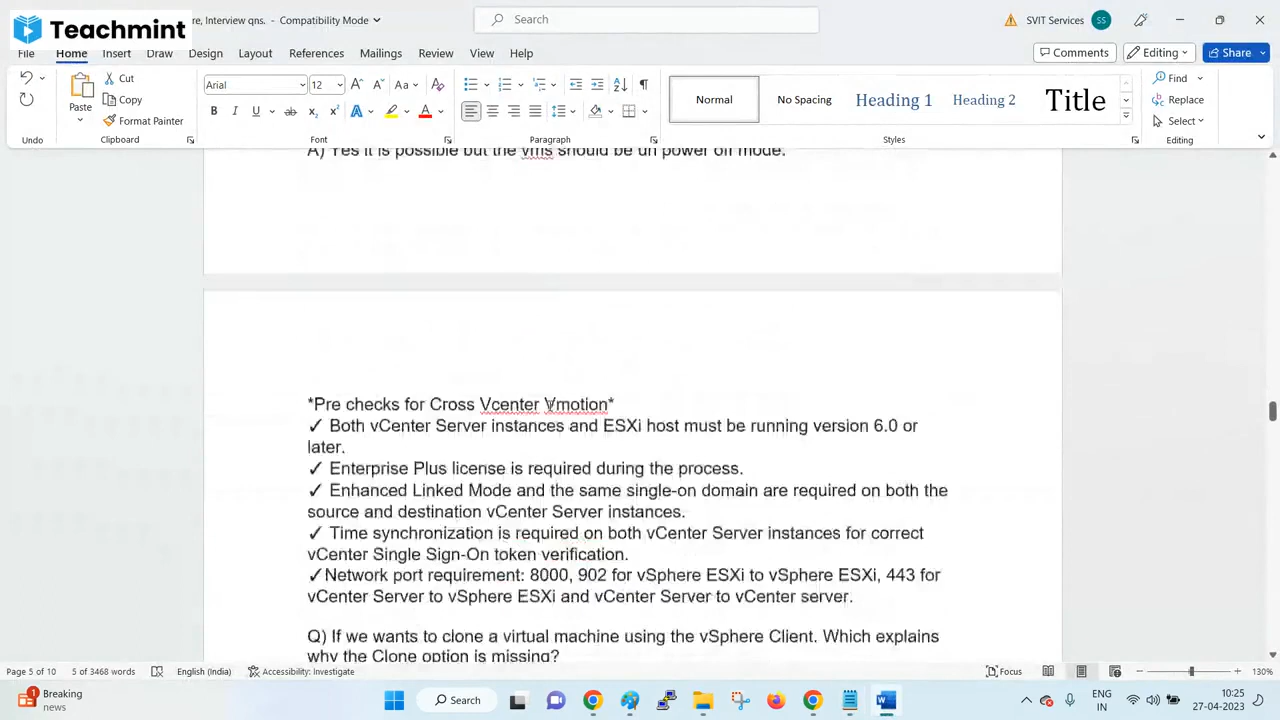 Teachmint
re, Interview qns. - Compatibility Mode
Search
SVIT Services
SS
File Home Insert Draw Design Layout References Mailings Review View Help
Comments
Editing
Share
Paste
Cut
Copy
Format Painter
Arial
12
Normal
No Spacing
Heading 1
Heading 2
Title
Find
Replace
Select
Undo
Clipboard
Font
Paragraph
Styles
Editing
A) Yes it is possible but the vms should be un power off mode.
*Pre checks for Cross Vcenter Vmotion*
✓ Both vCenter Server instances and ESXi host must be running version 6.0 or
later.
✓ Enterprise Plus license is required during the process.
✓ Enhanced Linked Mode and the same single-on domain are required on both the
source and destination vCenter Server instances.
✓ Time synchronization is required on both vCenter Server instances for correct
vCenter Single Sign-On token verification.
✓Network port requirement: 8000, 902 for vSphere ESXi to vSphere ESXi, 443 for
vCenter Server to vSphere ESXi and vCenter Server to vCenter server.
Q) If we wants to clone a virtual machine using the vSphere Client. Which explains
why the Clone option is missing?
Page 5 of 10 5 of 3468 words English (India) Accessibility: Investigate Focus 130%
Breaking
news
1
Search
ENG
IN
10:25
27-04-2023